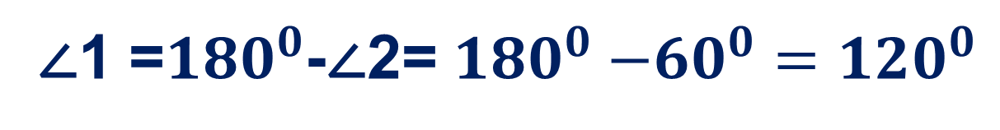 ∠1 =180⁰-∠2= 180⁰ −60⁰ = 120⁰